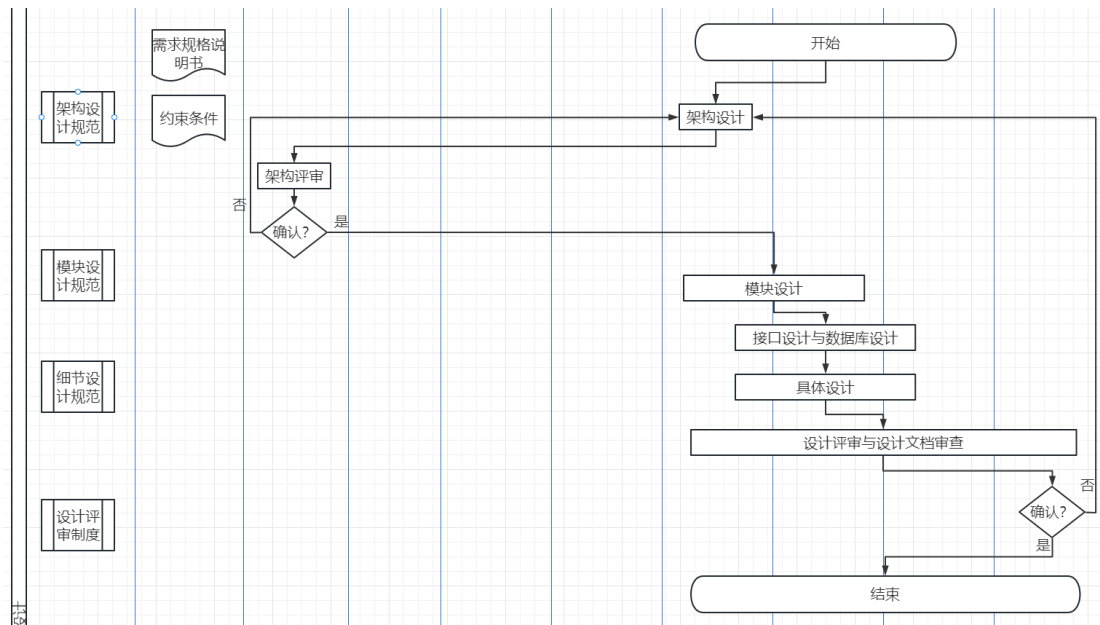 需求规格说
明书
开始
架构设
计规范
约束条件
架构设计
架构评审
否
是
确认?
模块设
计规范
模块设计
接口设计与数据库设计
细节设
计规范
具体设计
设计评审与设计文档审查
否
设计评
审制度
确认?
是
结束